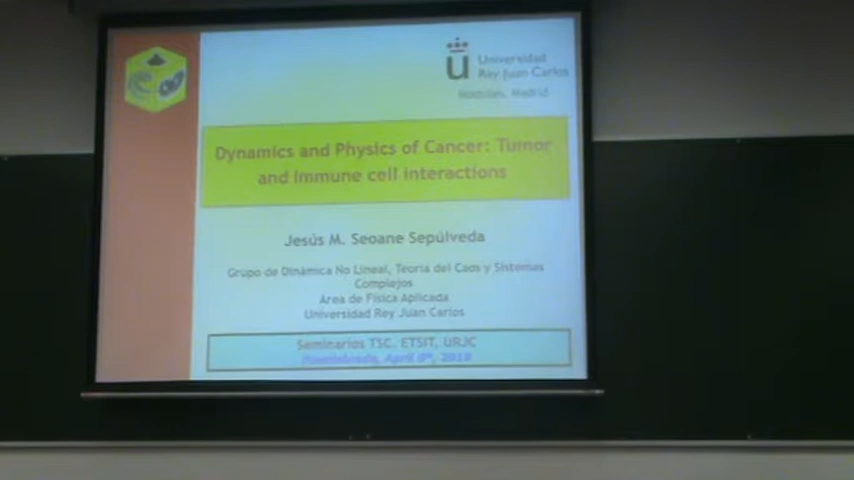 Universidad
Rey Juan Carlos
Móstoles, Madrid
Dynamics and Physics of Cancer: Tumor
and immune cell interactions
Jesús M. Seoane Sepúlveda
Grupo de Dinámica No Lineal, Teoría del Caos y Sistemas
Complejos
Área de Física Aplicada
Universidad Rey Juan Carlos
Seminarios TSC. ETSIT, URJC
April